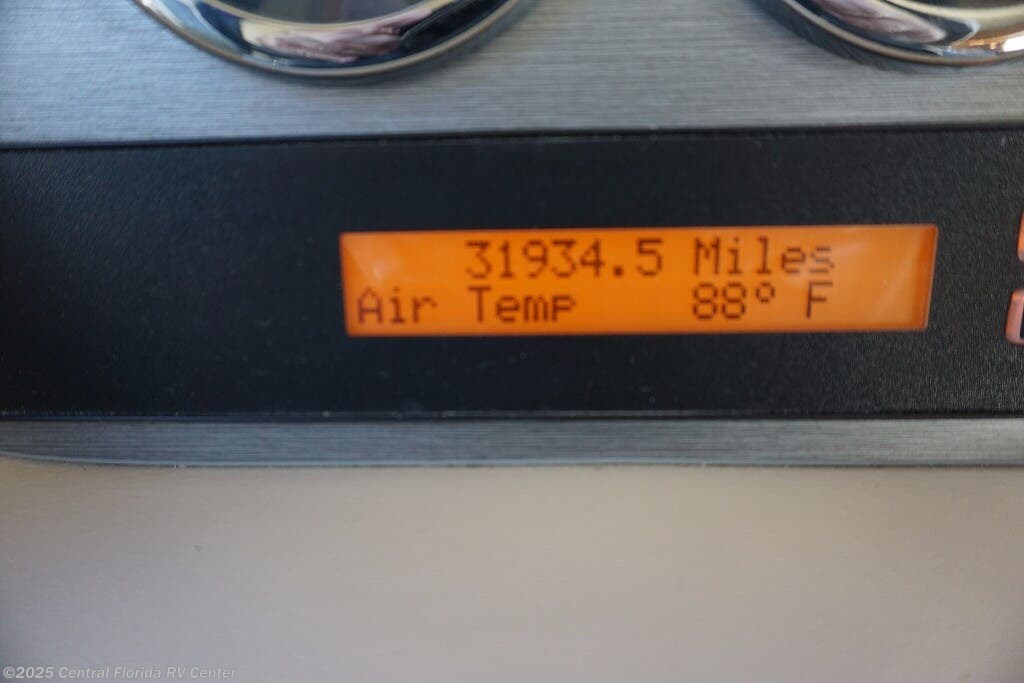 31934.5 Miles
Air Temp 88° F
©2025 Central Florida RV Center